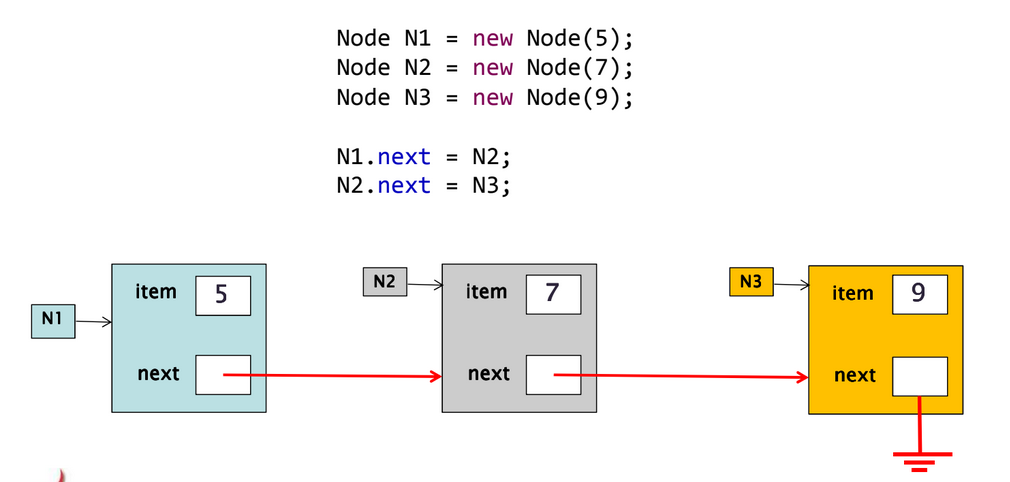 Node N1 = new Node(5);
Node N2 = new Node(7);
Node N3 = new Node(9);
N1.next = N2;
N2.next = N3;
N1
item 5
next
N2
item 7
next
N3
item 9
next